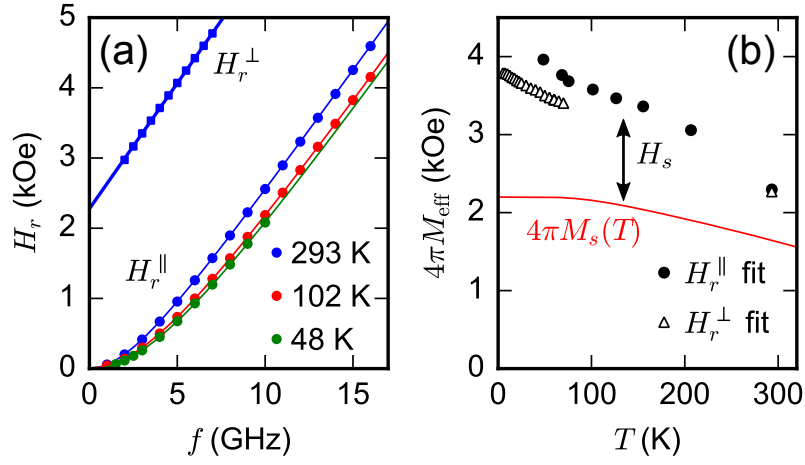 (a)
H_r^⊥
H_r^∥
293 K
102 K
48 K
5
4
3
2
1
0
0 5 10 15
H_r (kOe)
f (GHz)
(b)
H_s
4πM_s(T)
H_r^∥ fit
H_r^⊥ fit
4
3
2
1
0
0 100 200 300
4πM_eff (kOe)
T (K)